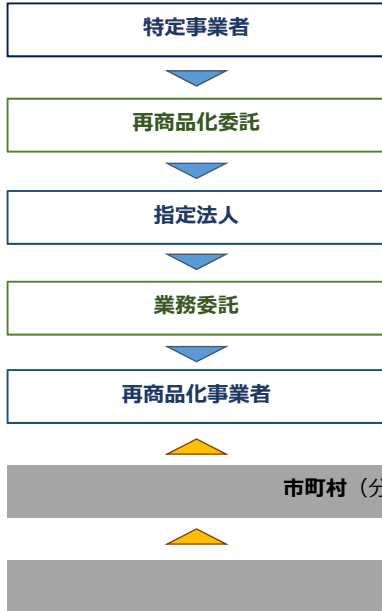 特定事業者
再商品化委託
指定法人
業務委託
再商品化事業者
市町村（分